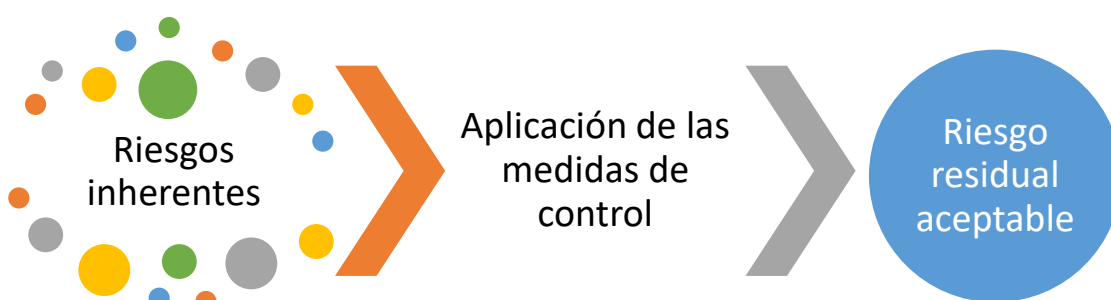 Riesgos
inherentes
Aplicación de las
medidas de
control
Riesgo
residual
aceptable